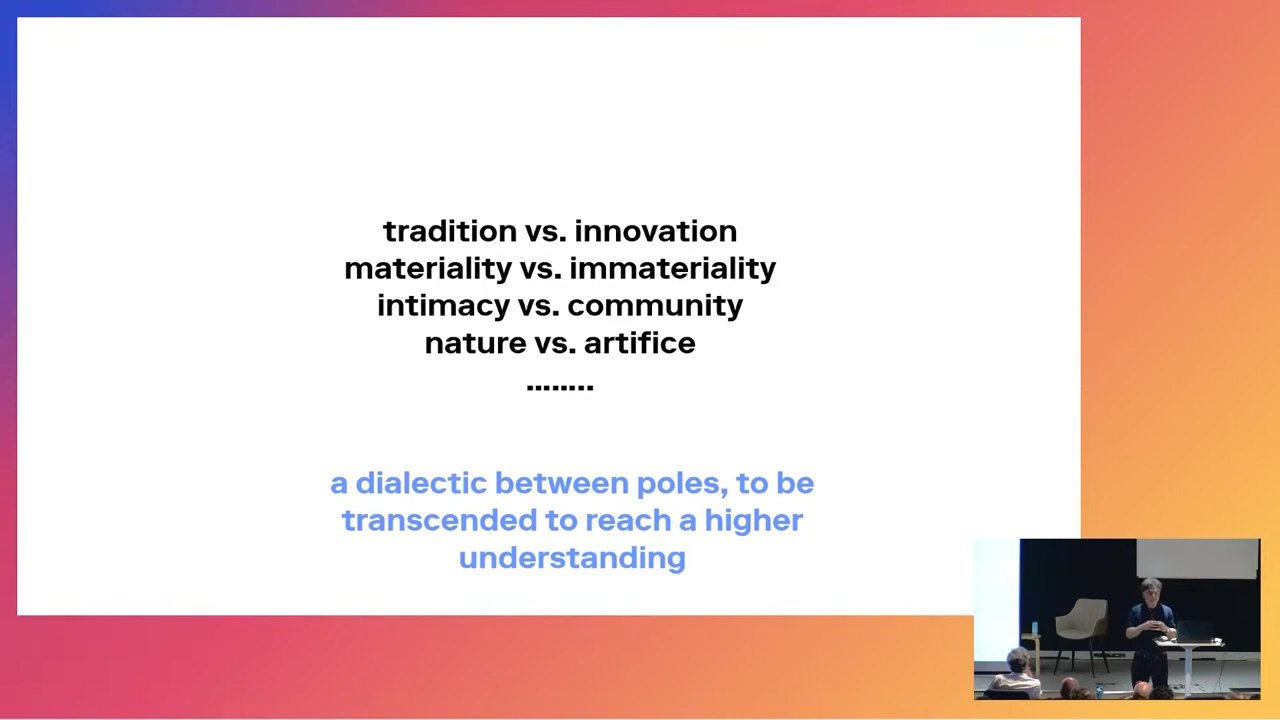 tradition vs. innovation
materiality vs. immateriality
intimacy vs. community
nature vs. artifice
........
a dialectic between poles, to be
transcended to reach a higher
understanding